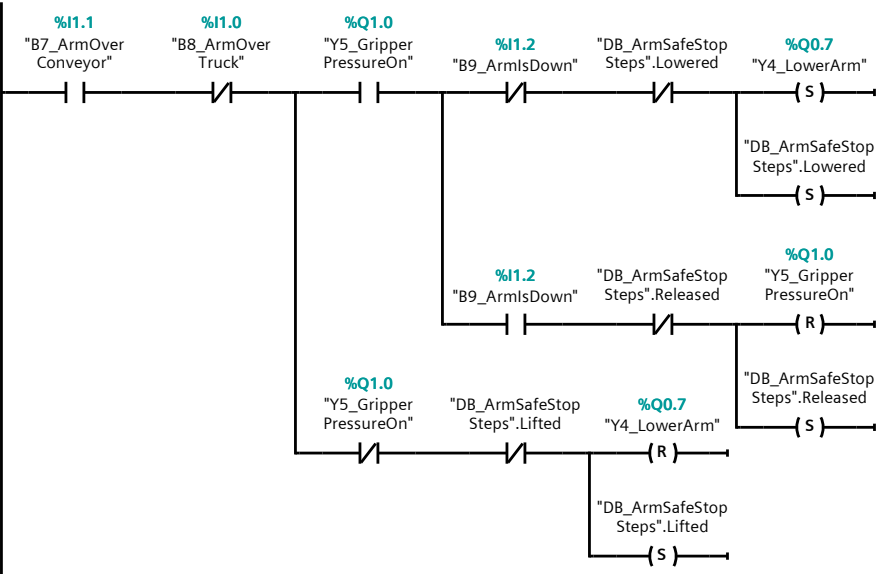 %I1.1
"B7_ArmOver
Conveyor"
%I1.0
"B8_ArmOver
Truck"
%Q1.0
"Y5_Gripper
PressureOn"
%I1.2
"B9_ArmIsDown"
"DB_ArmSafeStop
Steps".Lowered
%Q0.7
"Y4_LowerArm"
S
"DB_ArmSafeStop
Steps".Lowered
S
%I1.2
"B9_ArmIsDown"
"DB_ArmSafeStop
Steps".Released
%Q1.0
"Y5_Gripper
PressureOn"
R
"DB_ArmSafeStop
Steps".Released
S
%Q1.0
"Y5_Gripper
PressureOn"
"DB_ArmSafeStop
Steps".Lifted
%Q0.7
"Y4_LowerArm"
R
"DB_ArmSafeStop
Steps".Lifted
S